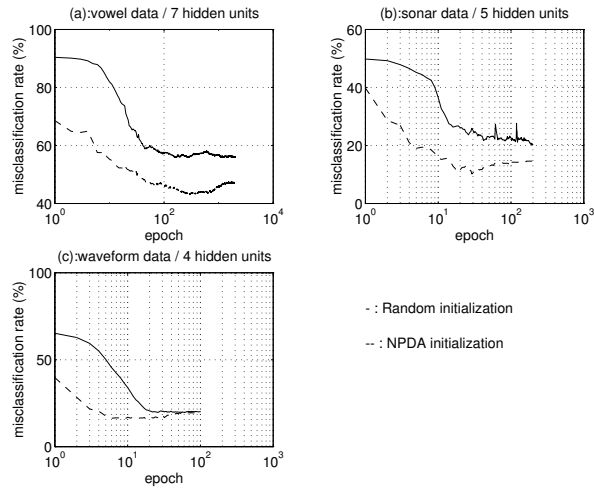 (a):vowel data / 7 hidden units
misclassification rate (%)
100
80
60
40
10^0
10^2
10^4
epoch
(b):sonar data / 5 hidden units
misclassification rate (%)
60
40
20
0
10^0
10^1
10^2
10^3
epoch
(c):waveform data / 4 hidden units
misclassification rate (%)
100
50
0
10^0
10^1
10^2
10^3
epoch
- : Random initialization
-- : NPDA initialization